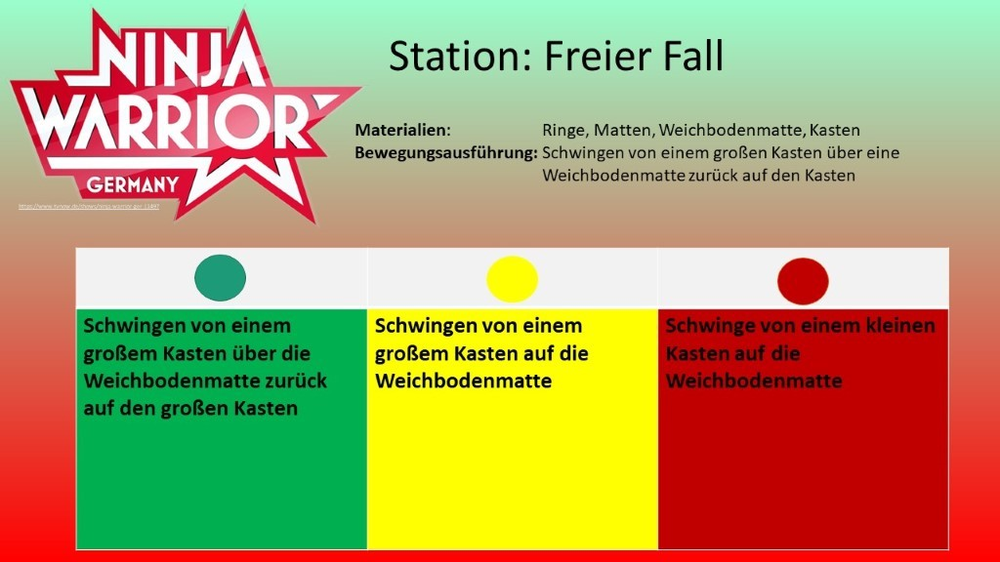 NINJA
WARRIOR
GERMANY
Station: Freier Fall
Materialien: Ringe, Matten, Weichbodenmatte, Kasten
Bewegungsausführung: Schwingen von einem großen Kasten über eine
Weichbodenmatte zurück auf den Kasten
Schwingen von einem
großem Kasten über die
Weichbodenmatte zurück
auf den großen Kasten
Schwingen von einem
großem Kasten auf die
Weichbodenmatte
Schwinge von einem kleinen
Kasten auf die
Weichbodenmatte